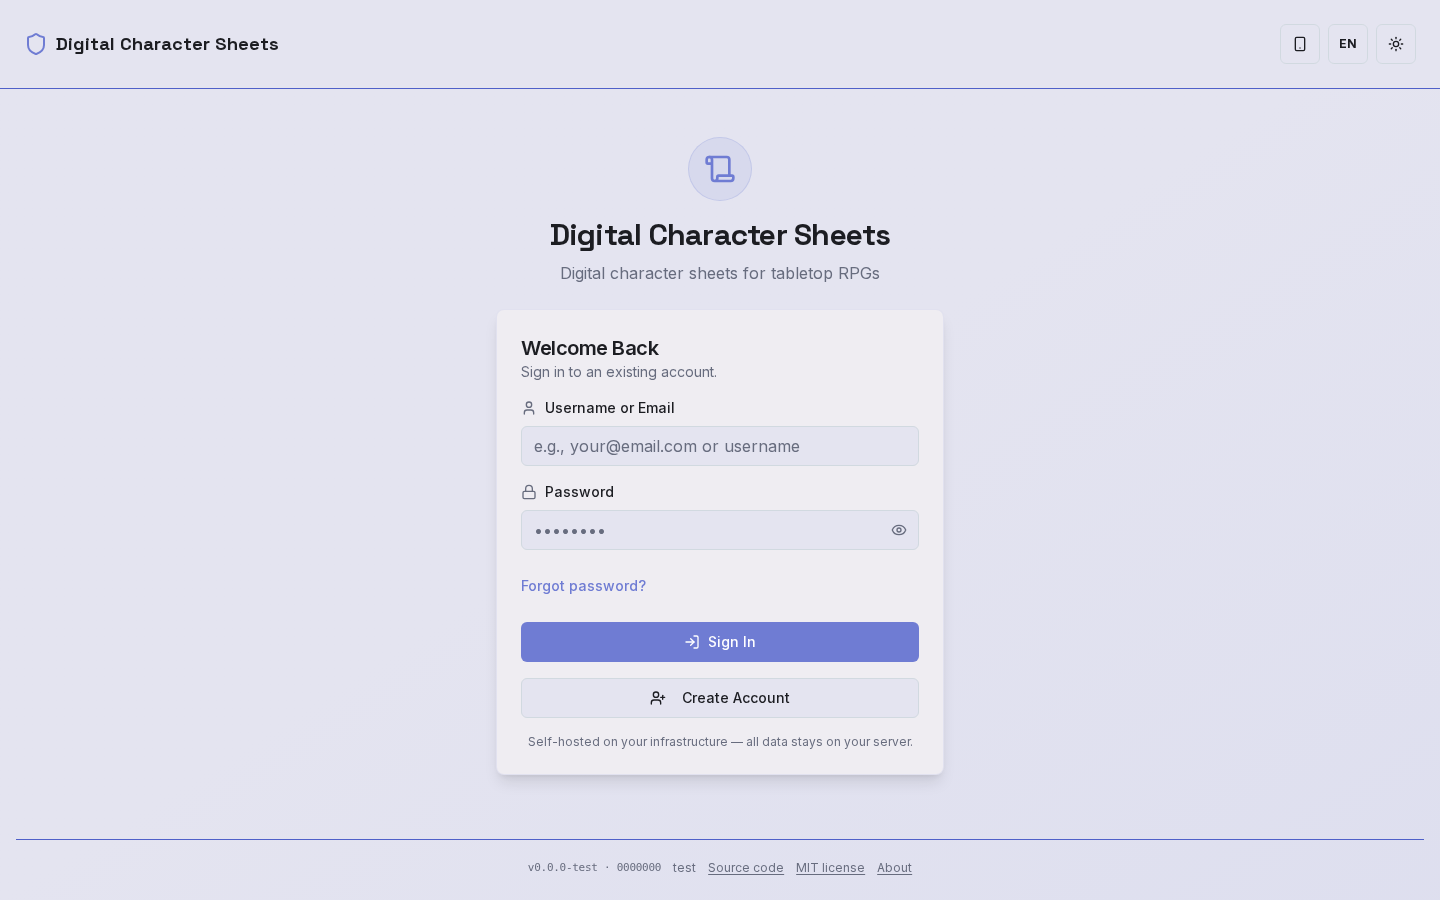 Digital Character Sheets
EN
Digital Character Sheets
Digital character sheets for tabletop RPGs
Welcome Back
Sign in to an existing account.
Username or Email
e.g., your@email.com or username
Password
••••••••
Forgot password?
Sign In
Create Account
Self-hosted on your infrastructure — all data stays on your server.
v0.0.0-test · 0000000 test Source code MIT license About